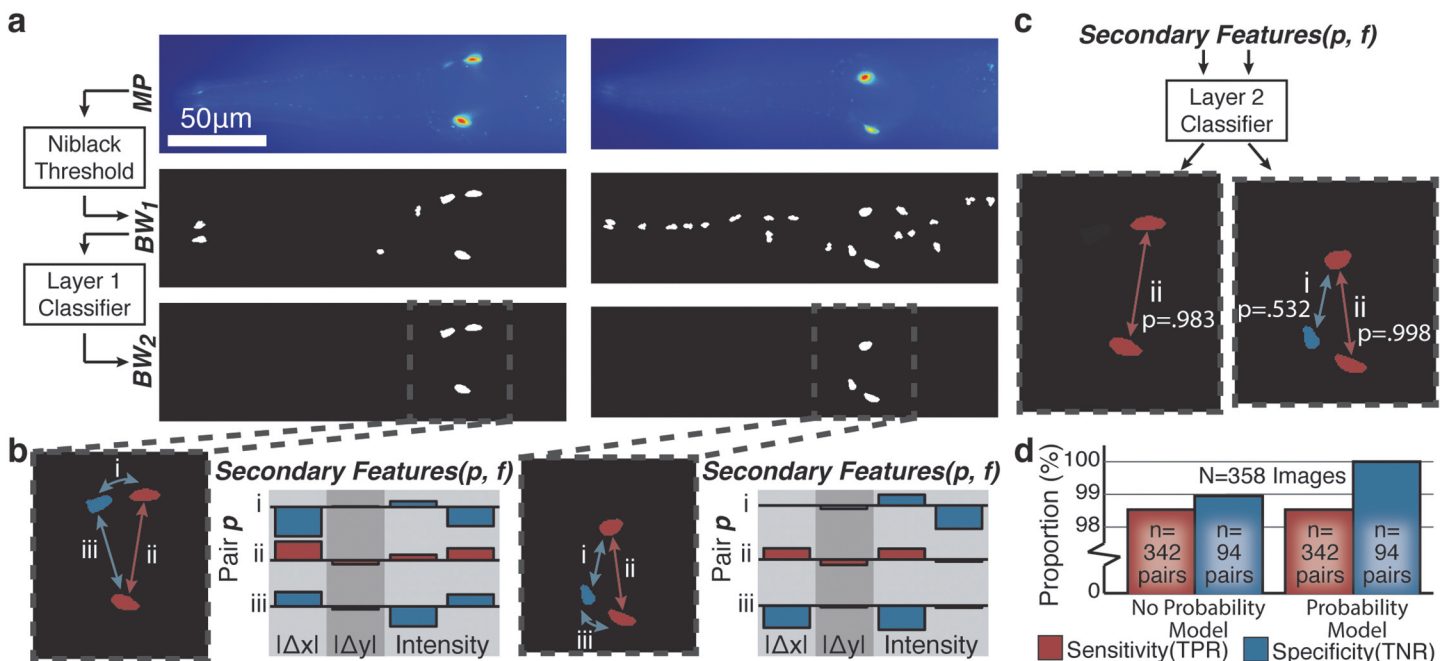 a
MP
50μm
Niblack
Threshold
BW1
Layer 1
Classifier
BW2
b
i
iii
ii
Secondary Features(p, f)
Pair p
i
ii
iii
|Δx|
|Δy|
Intensity
i
ii
iii
Secondary Features(p, f)
Pair p
i
ii
iii
|Δx|
|Δy|
Intensity
c
Secondary Features(p, f)
Layer 2
Classifier
ii
p=.983
i
p=.532
ii
p=.998
d
Proportion (%)
100
99
98
0
N=358 Images
n=
342
pairs
n=
94
pairs
n=
342
pairs
n=
94
pairs
No Probability
Model
Probability
Model
Sensitivity(TPR)
Specificity(TNR)